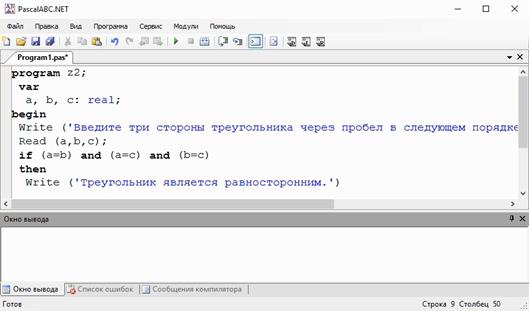 PascalABC.NET
Файл Правка Вид Программа Сервис Модули Помощь
Program1.pas*
program z2;
var
a, b, c: real;
begin
Write ('Введите три стороны треугольника через пробел в следующем порядке
Read (a,b,c);
if (a=b) and (a=c) and (b=c)
then
Write ('Треугольник является равносторонним.')
Окно вывода
Окно вывода Список ошибок Сообщения компилятора
Готов Строка 9 Столбец 50